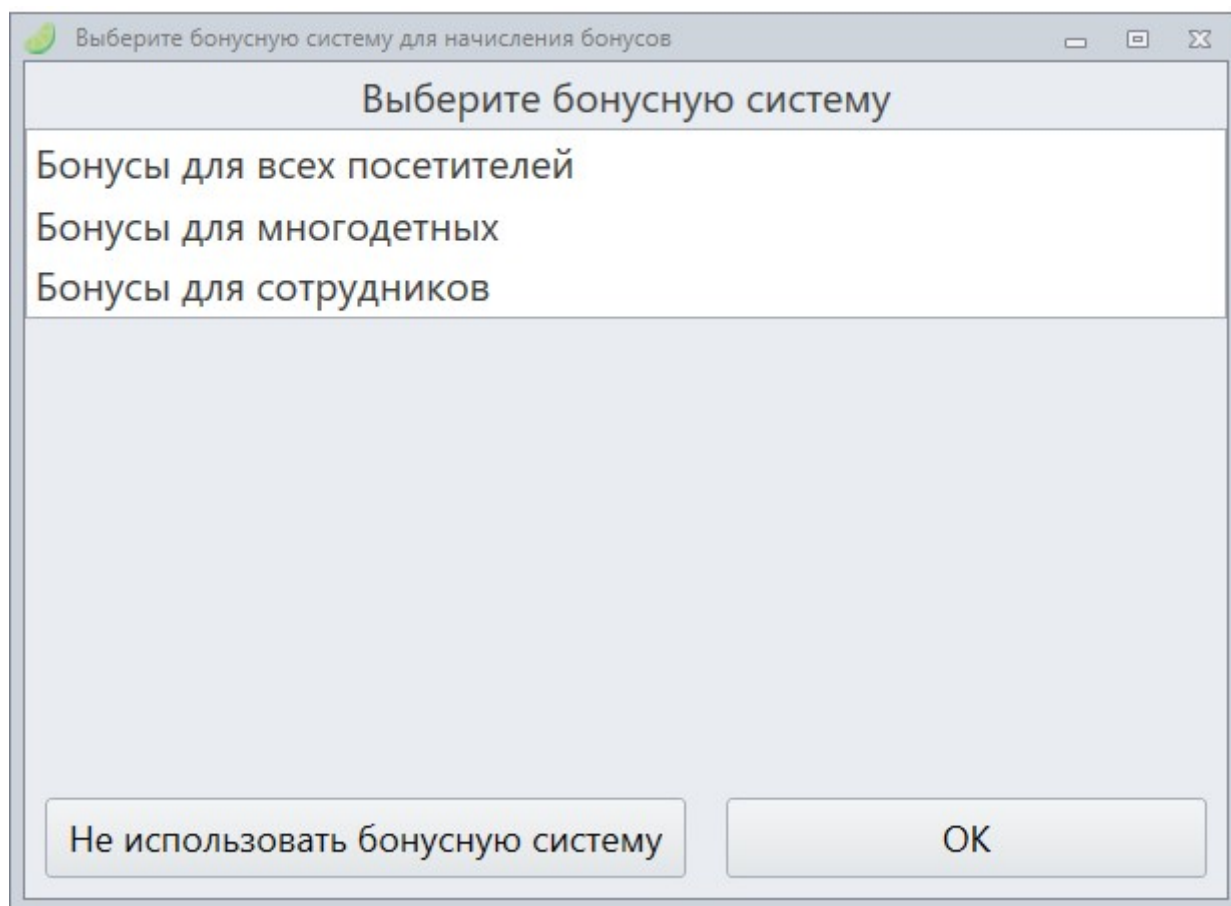 Выберите бонусную систему для начисления бонусов
Выберите бонусную систему
Бонусы для всех посетителей
Бонусы для многодетных
Бонусы для сотрудников
Не использовать бонусную систему
OK